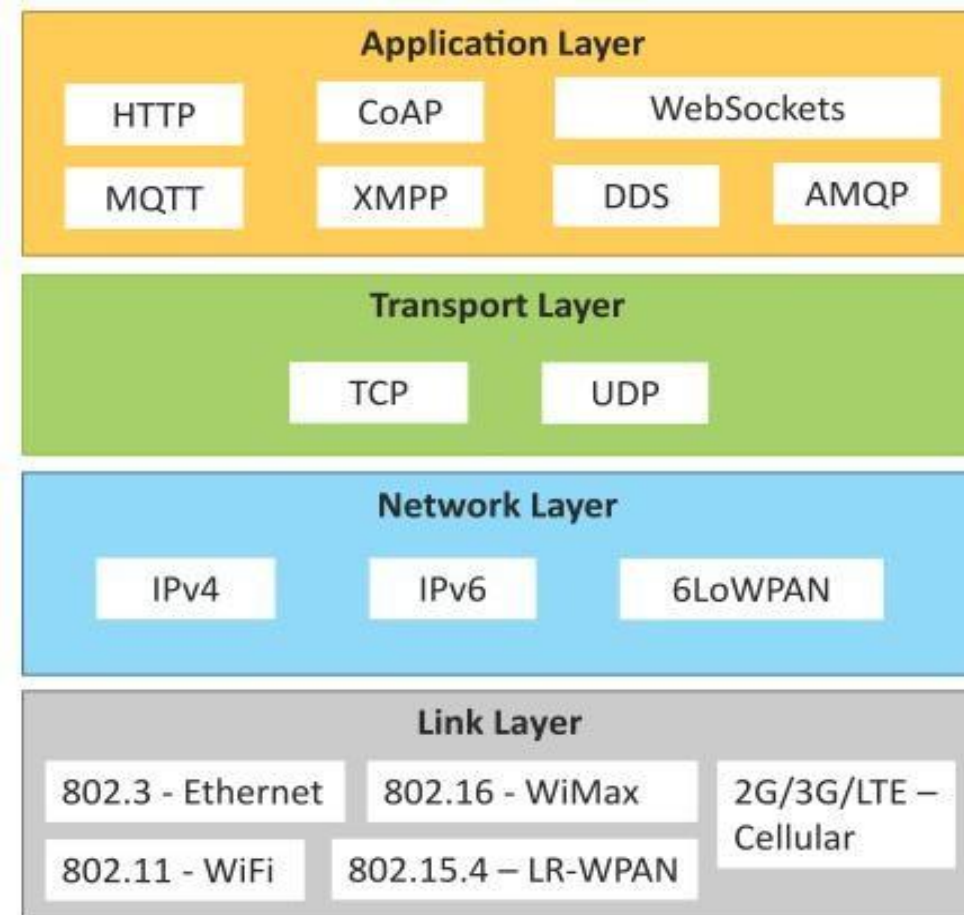 Application Layer
HTTP
CoAP
WebSockets
MQTT
XMPP
DDS
AMQP
Transport Layer
TCP
UDP
Network Layer
IPv4
IPv6
6LoWPAN
Link Layer
802.3 - Ethernet
802.16 - WiMax
2G/3G/LTE –
Cellular
802.11 - WiFi
802.15.4 – LR-WPAN